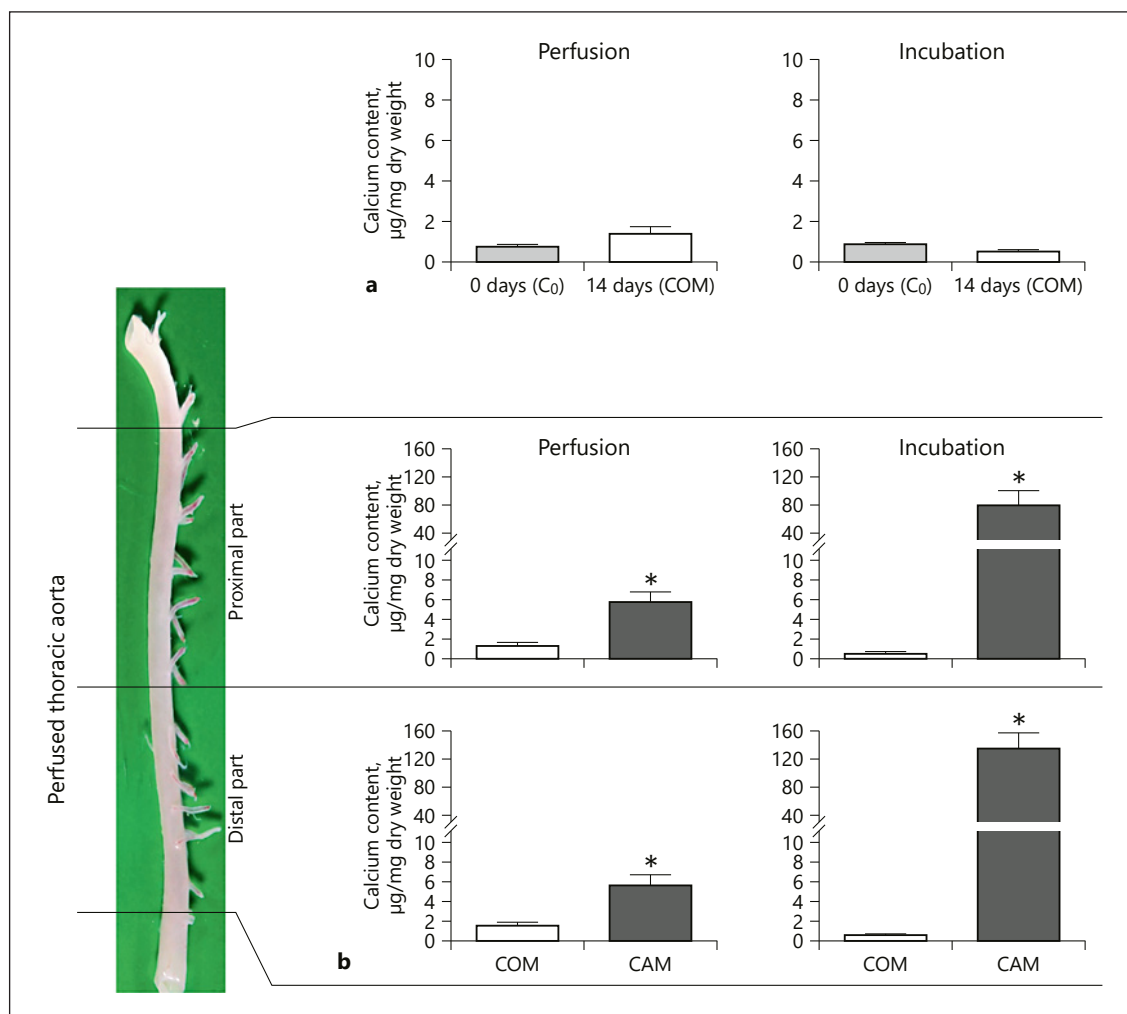 Perfusion
Incubation
Calcium content,
µg/mg dry weight
10
8
6
4
2
0
10
8
6
4
2
0
a
0 days (C₀)
14 days (COM)
0 days (C₀)
14 days (COM)
Perfused thoracic aorta
Proximal part
Distal part
Perfusion
Incubation
Calcium content,
µg/mg dry weight
160
120
80
40
10
8
6
4
2
0
*
160
120
80
40
10
8
6
4
2
0
*
Calcium content,
µg/mg dry weight
160
120
80
40
10
8
6
4
2
0
*
160
120
80
40
10
8
6
4
2
0
*
b
COM
CAM
COM
CAM